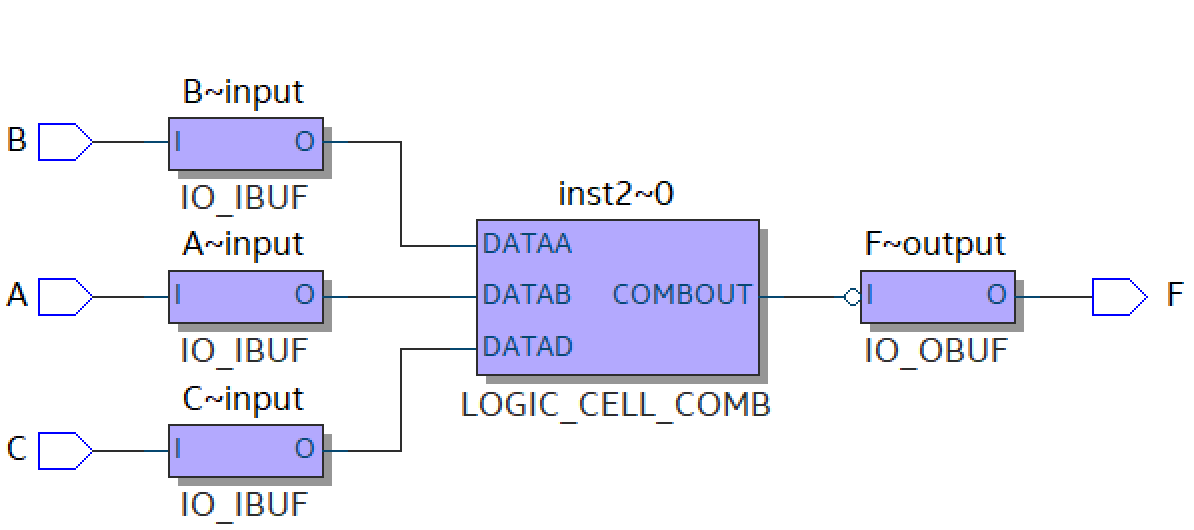 B~input
B
I O
IO_IBUF
inst2~0
A~input
A
I O
IO_IBUF
DATAA
DATAB COMBOUT
DATAD
LOGIC_CELL_COMB
F~output
I O
F
IO_OBUF
C~input
C
I O
IO_IBUF